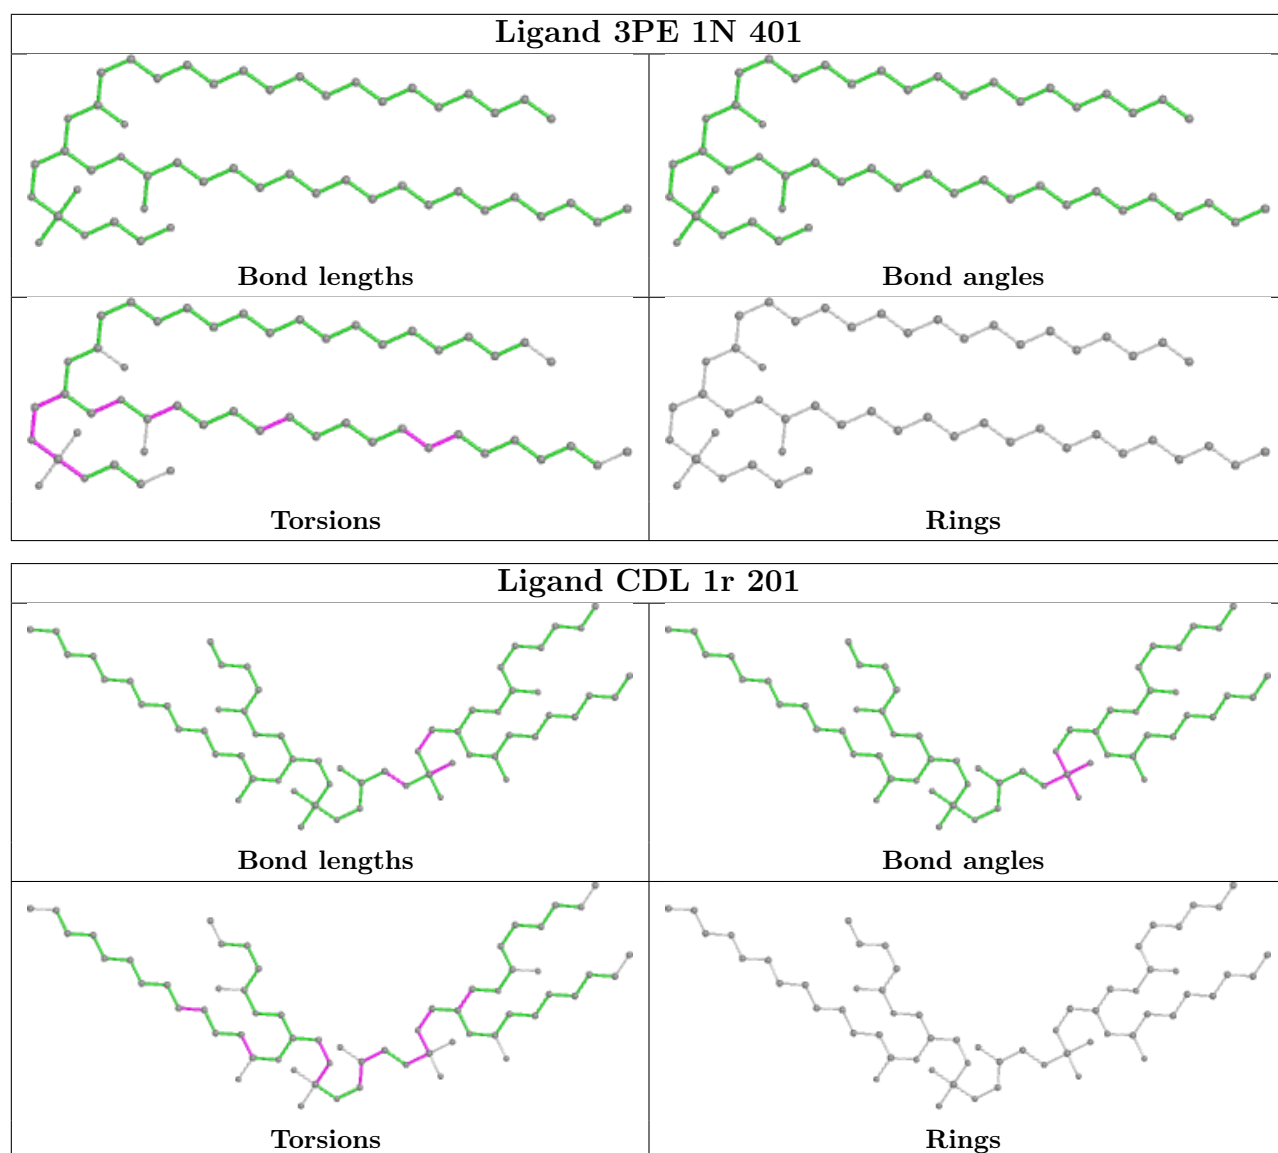 Ligand 3PE 1N 401
Bond lengths
Bond angles
Torsions
Rings
Ligand CDL 1r 201
Bond lengths
Bond angles
Torsions
Rings